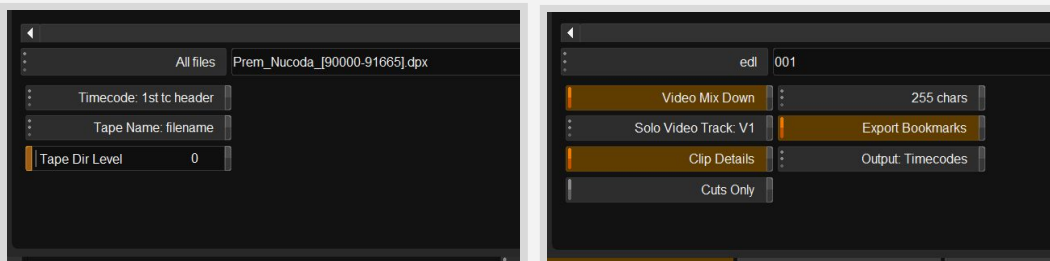 All files Prem_Nucoda_[90000-91665].dpx
Timecode: 1st tc header
Tape Name: filename
Tape Dir Level 0
edl 001
Video Mix Down 255 chars
Solo Video Track: V1 Export Bookmarks
Clip Details Output: Timecodes
Cuts Only